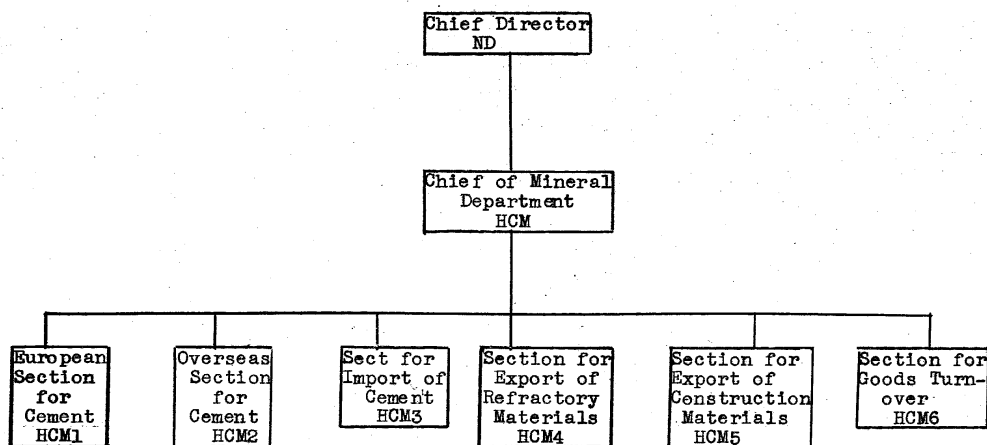 Chief Director
ND
Chief of Mineral
Department
HCM
European
Section
for
Cement
HCM1
Overseas
Section
for
Cement
HCM2
Sect for
Import of
Cement
HCM3
Section for
Export of
Refractory
Materials
HCM4
Section for
Export of
Construction
Materials
HCM5
Section for
Goods Turn-
over
HCM6